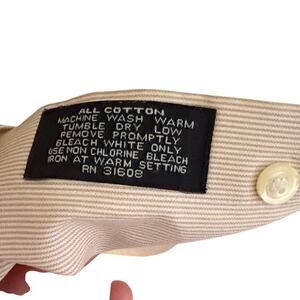 ALL COTTON
MACHINE WASH WARM
TUMBLE DRY LOW
REMOVE PROMPTLY
BLEACH WHITE ONLY
USE NON CHLORINE BLEACH
IRON AT WARM SETTING
RN 31608